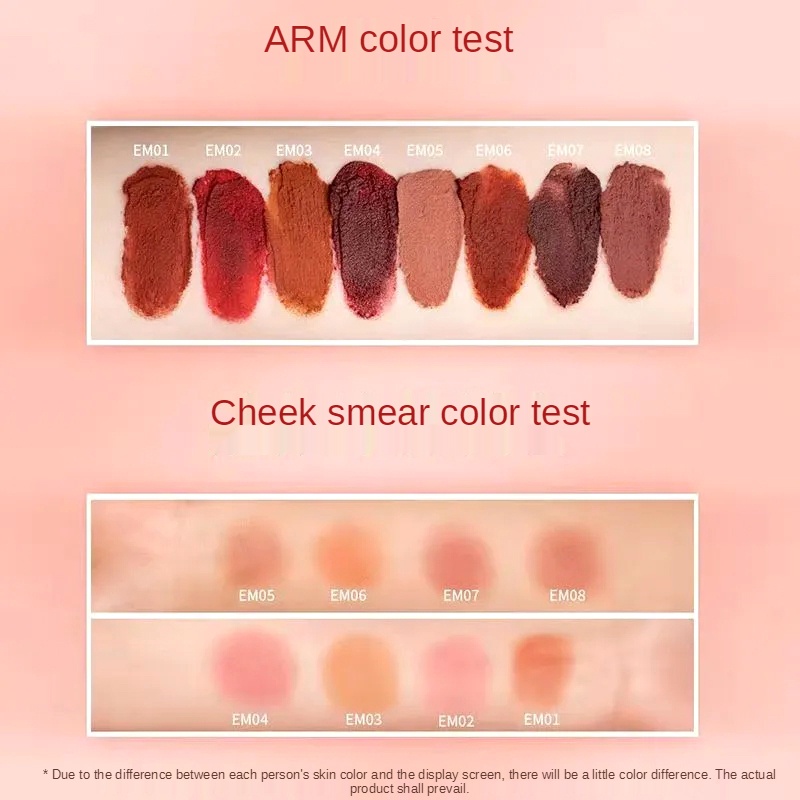 ARM color test
EM01 EM02 EM03 EM04 EM05 EM06 EM07 EM08
Cheek smear color test
EM05 EM06 EM07 EM08
EM04 EM03 EM02 EM01
* Due to the difference between each person's skin color and the display screen, there will be a little color difference. The actual
product shall prevail.